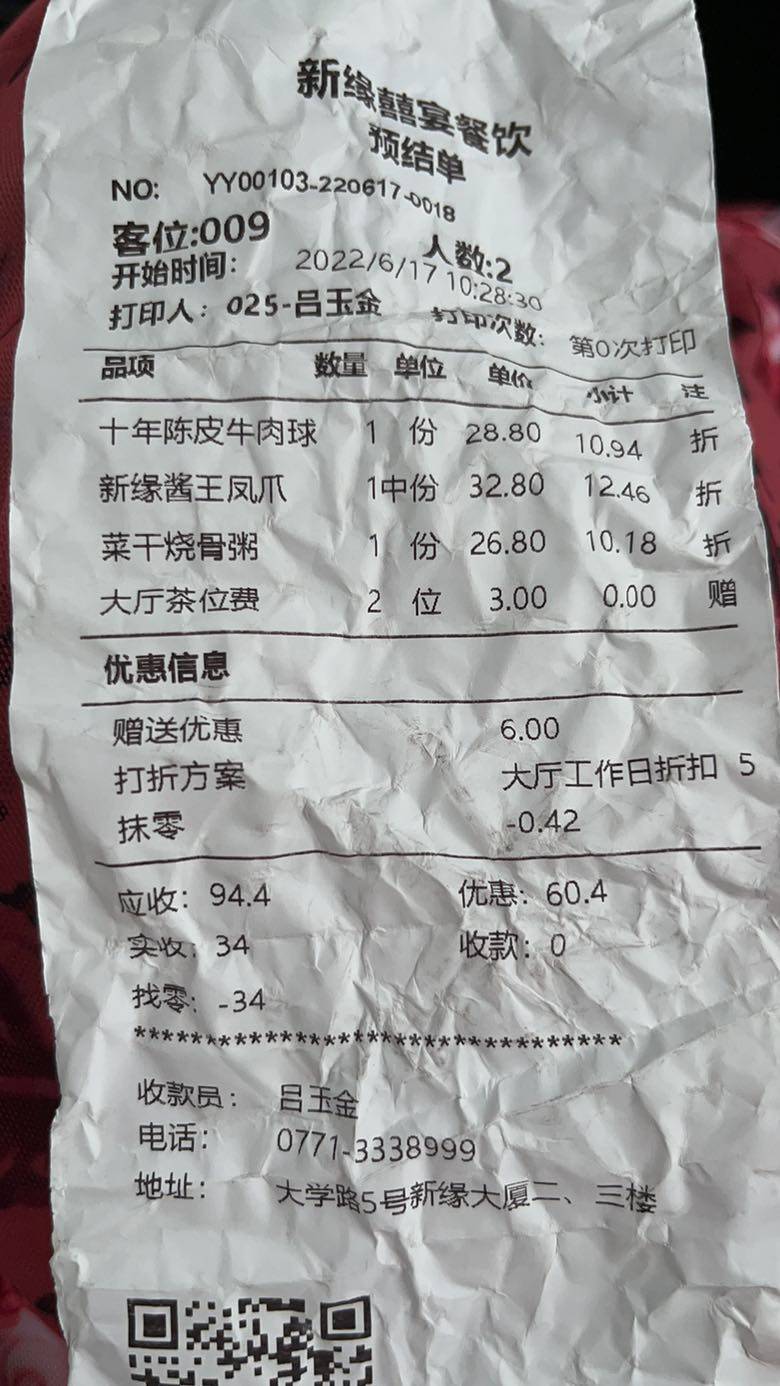 新缘囍宴餐饮
预结单
NO: YY00103-220617-0018
客位:009 人数:2
开始时间: 2022/6/17 10:28:30
打印人: 025-吕玉金 打印次数: 第0次打印
品项 数量 单位 单价 小计 注
十年陈皮牛肉球 1 份 28.80 10.94 折
新缘酱王凤爪 1 中份 32.80 12.46 折
菜干烧骨粥 1 份 26.80 10.18 折
大厅茶位费 2 位 3.00 0.00 赠
优惠信息
赠送优惠 6.00
打折方案 大厅工作日折扣 5
抹零 -0.42
应收: 94.4 优惠: 60.4
实收: 34 收款: 0
找零: -34
*********************************
收款员: 吕玉金
电话: 0771-3338999
地址: 大学路5号新缘大厦二、三楼